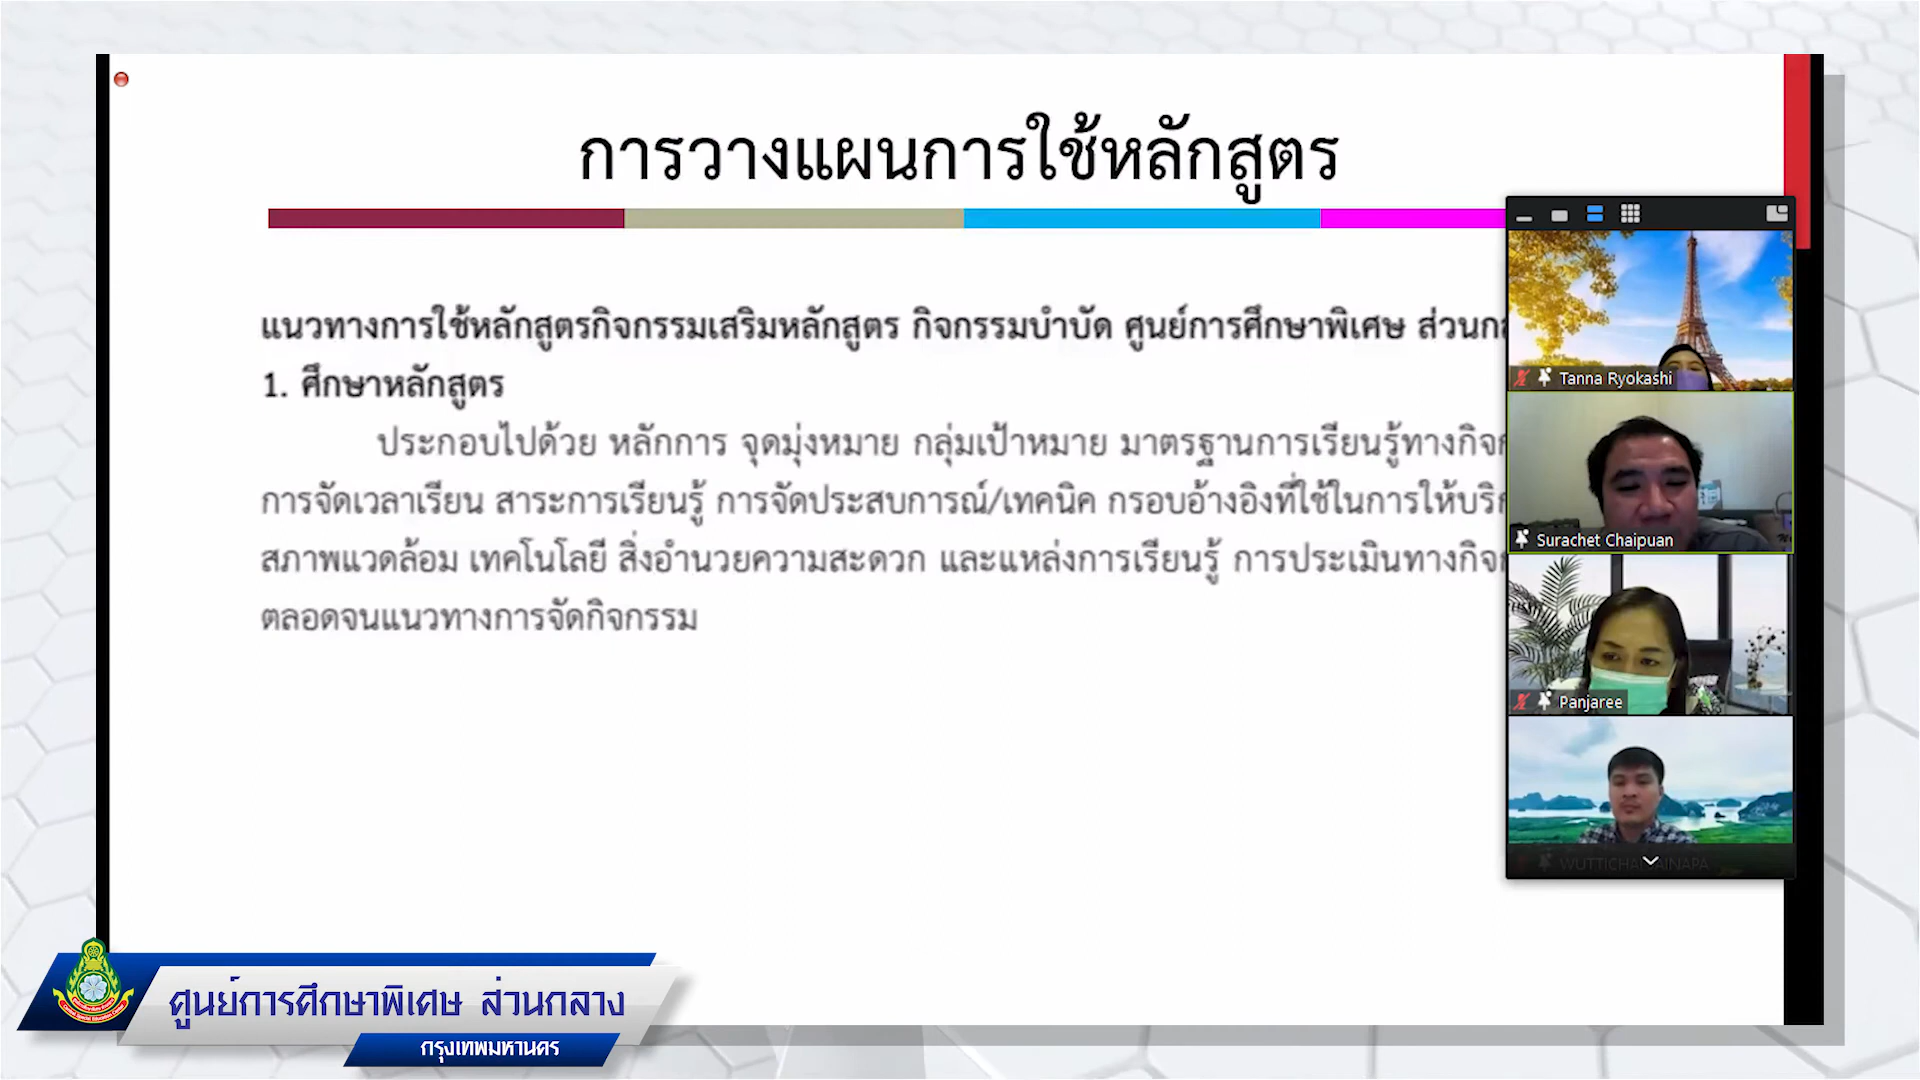 การวางแผนการใช้หลักสูตร
แนวทางการใช้หลักสูตรกิจกรรมเสริมหลักสูตร กิจกรรมบำบัด ศูนย์การศึกษาพิเศษ
1. ศึกษาหลักสูตร
ประกอบไปด้วย หลักการ จุดมุ่งหมาย กลุ่มเป้าหมาย มาตรฐานการเรียนรู้ทาง
การจัดเวลาเรียน สาระการเรียนรู้ การจัดประสบการณ์/เทคนิค กรอบอ้างอิงที่ใช้ในการให้
สภาพแวดล้อม เทคโนโลยี สิ่งอำนวยความสะดวก และแหล่งการเรียนรู้ การประเมินทาง
ตลอดจนแนวทางการจัดกิจกรรม
Tanna Ryokashi
Surachet Chaipuan
Panjaree
ศูนย์การศึกษาพิเศษ ส่วนกลาง
กรุงเทพมหานคร